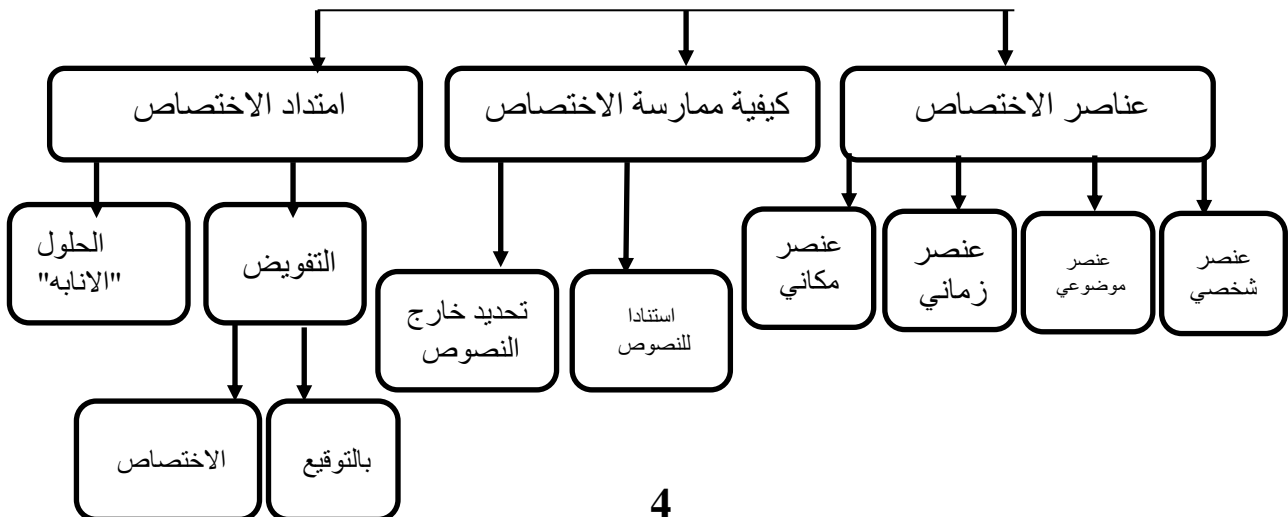 عناصر الاختصاص
كيفية ممارسة الاختصاص
امتداد الاختصاص
عنصر
شخصي
عنصر
موضوعي
عنصر
زماني
عنصر
مكاني
استنادا
للنصوص
تحديد خارج
النصوص
التفويض
الحلول
"الانابه"
بالتوقيع
الاختصاص
4